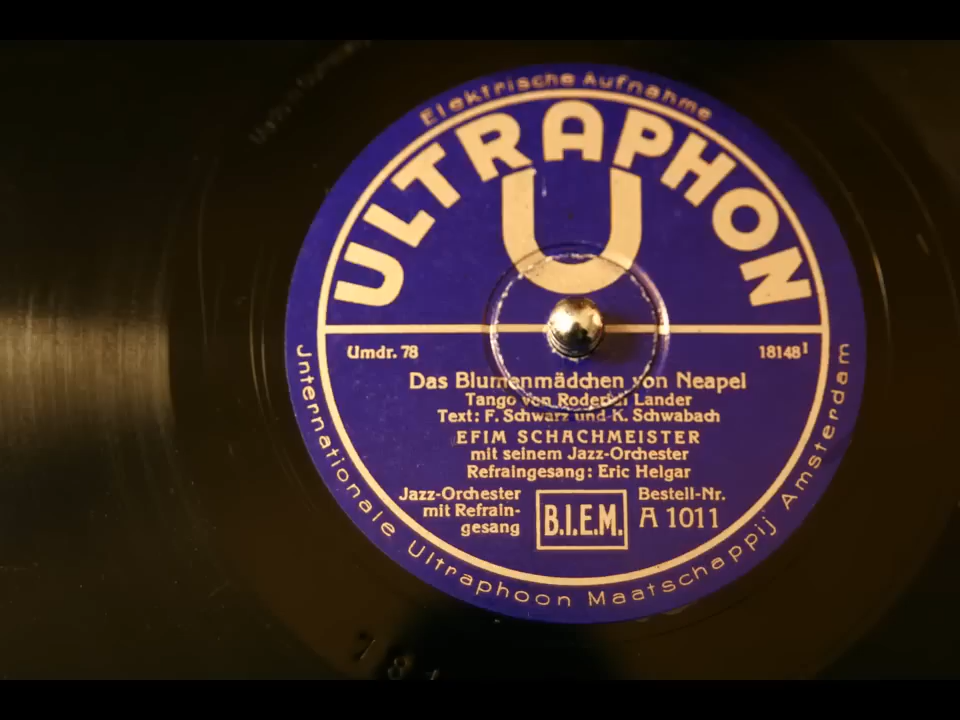 Elektrische Aufnahme
ULTRAPHON
U
Umdr. 78
18148¹
Das Blumenmädchen von Neapel
Tango von Roderich Lander
Text: F. Schwarz und K. Schwabach
EFIM SCHACHMEISTER
mit seinem Jazz-Orchester
Refraingesang: Eric Helgar
Jazz-Orchester
mit Refrain-
gesang
B.I.E.M.
Bestell-Nr.
A 1011
Jnternationale Ultraphoon Maatschappij Amsterdam